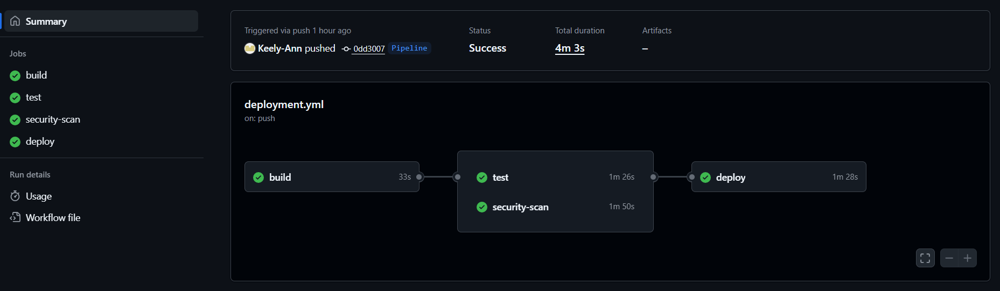 Summary
Jobs
build
test
security-scan
deploy
Run details
Usage
Workflow file
Triggered via push 1 hour ago
Keely-Ann pushed 0dd3007 Pipeline
Status
Success
Total duration
4m 3s
Artifacts
–
deployment.yml
on: push
build 33s
test 1m 26s
security-scan 1m 50s
deploy 1m 28s